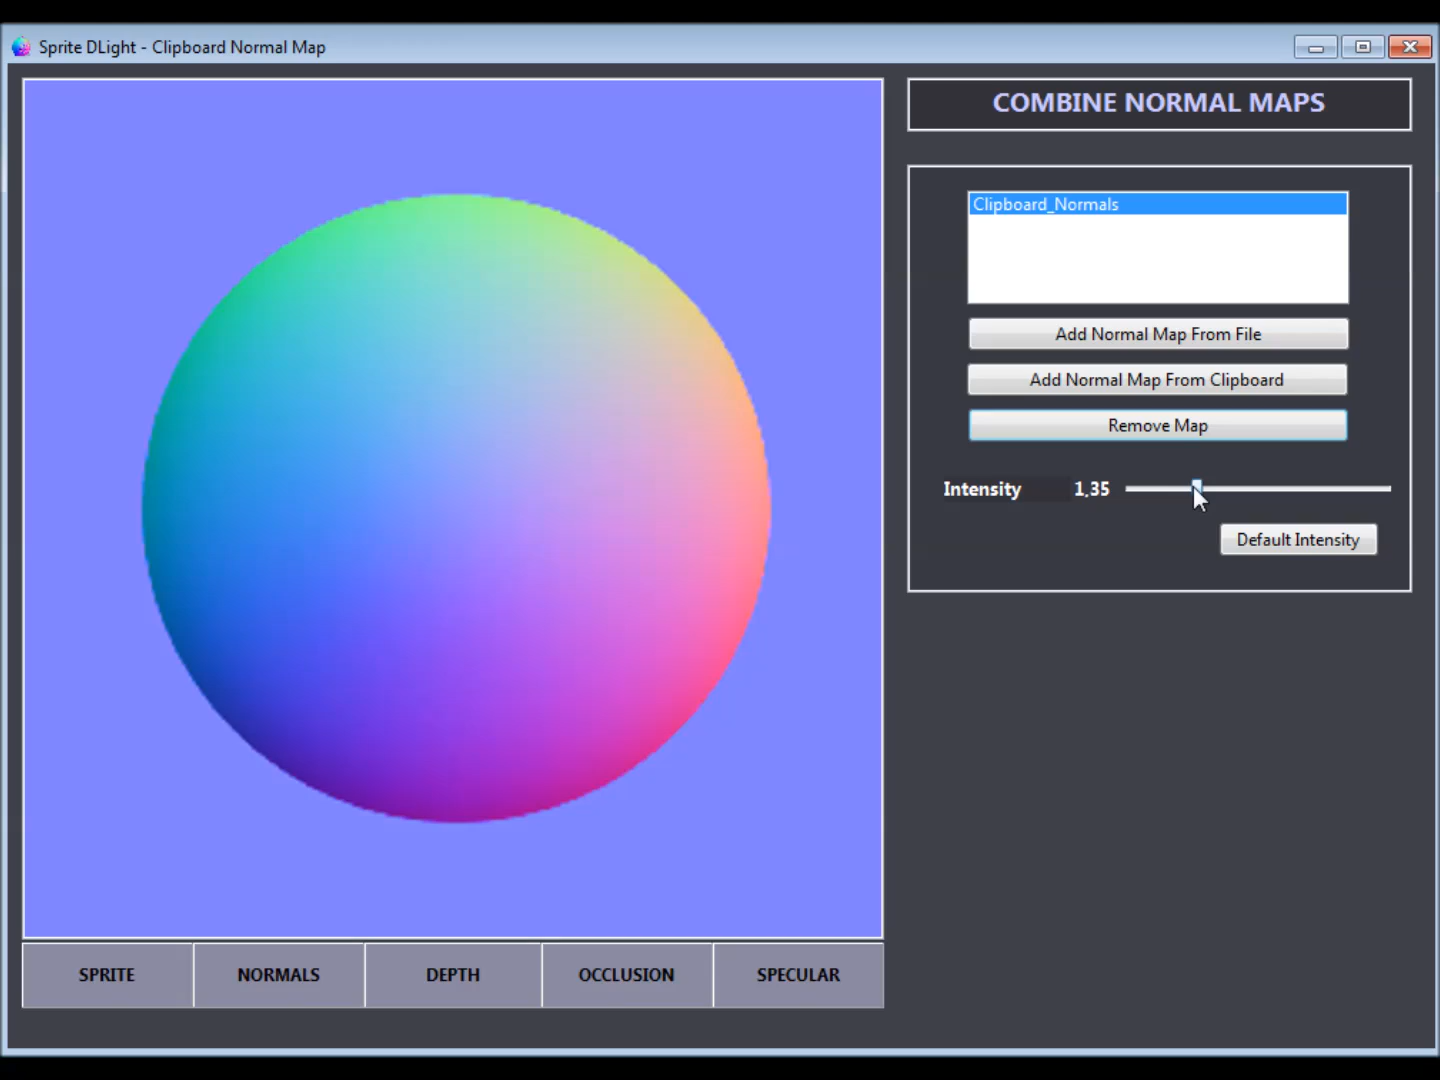 Sprite DLight - Clipboard Normal Map
COMBINE NORMAL MAPS
Clipboard_Normals
Add Normal Map From File
Add Normal Map From Clipboard
Remove Map
Intensity 1,35
Default Intensity
SPRITE NORMALS DEPTH OCCLUSION SPECULAR